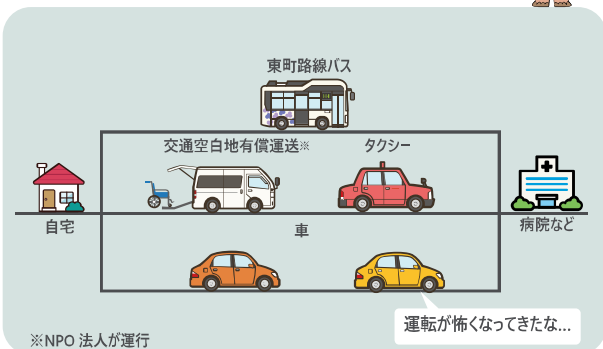 東町路線バス
交通空白地有償運送※
タクシー
自宅
車
病院など
運転が怖くなってきたな...
※NPO 法人が運行